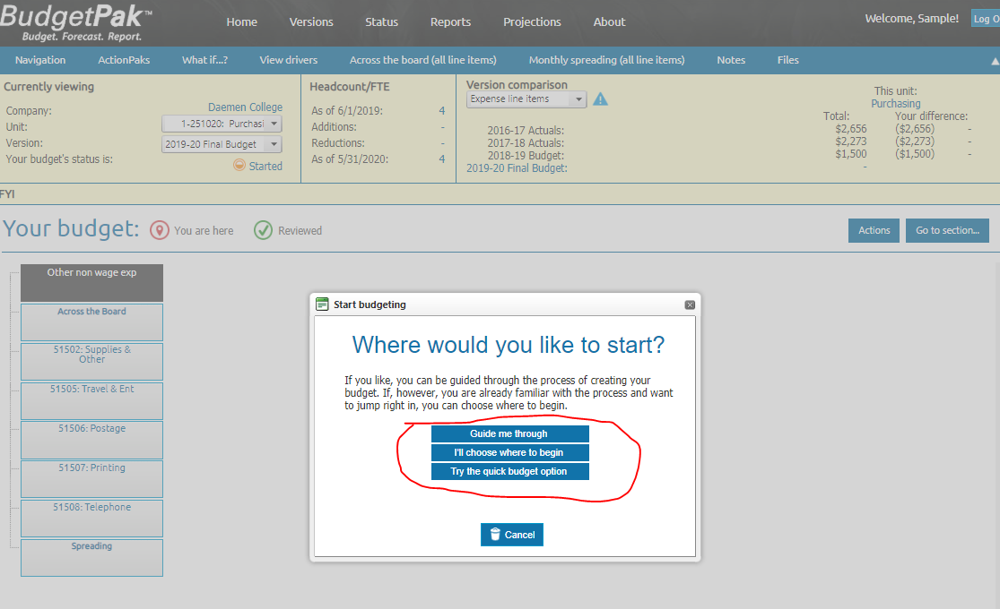 BudgetPak™
Budget. Forecast. Report.
Home Versions Status Reports Projections About
Welcome, Sample!
Navigation ActionPaks What if...? View drivers Across the board (all line items) Monthly spreading (all line items) Notes Files
Currently viewing
Company: Daemen College
Unit: 1-251020: Purchasi
Version: 2019-20 Final Budget
Your budget's status is: Started
Headcount/FTE
As of 6/1/2019: 4
Additions: -
Reductions: -
As of 5/31/2020: 4
Version comparison
Expense line items
This unit:
Purchasing
Total: Your difference:
2016-17 Actuals: $2,656 ($2,656) -
2017-18 Actuals: $2,273 ($2,273) -
2018-19 Budget: $1,500 ($1,500) -
2019-20 Final Budget: -
FYI
Your budget: You are here Reviewed
Actions Go to section...
Other non wage exp
Across the Board
51502: Supplies &
Other
51505: Travel & Ent
51506: Postage
51507: Printing
51508: Telephone
Spreading
Start budgeting
Where would you like to start?
If you like, you can be guided through the process of creating your
budget. If, however, you are already familiar with the process and want
to jump right in, you can choose where to begin.
Guide me through
I'll choose where to begin
Try the quick budget option
Cancel